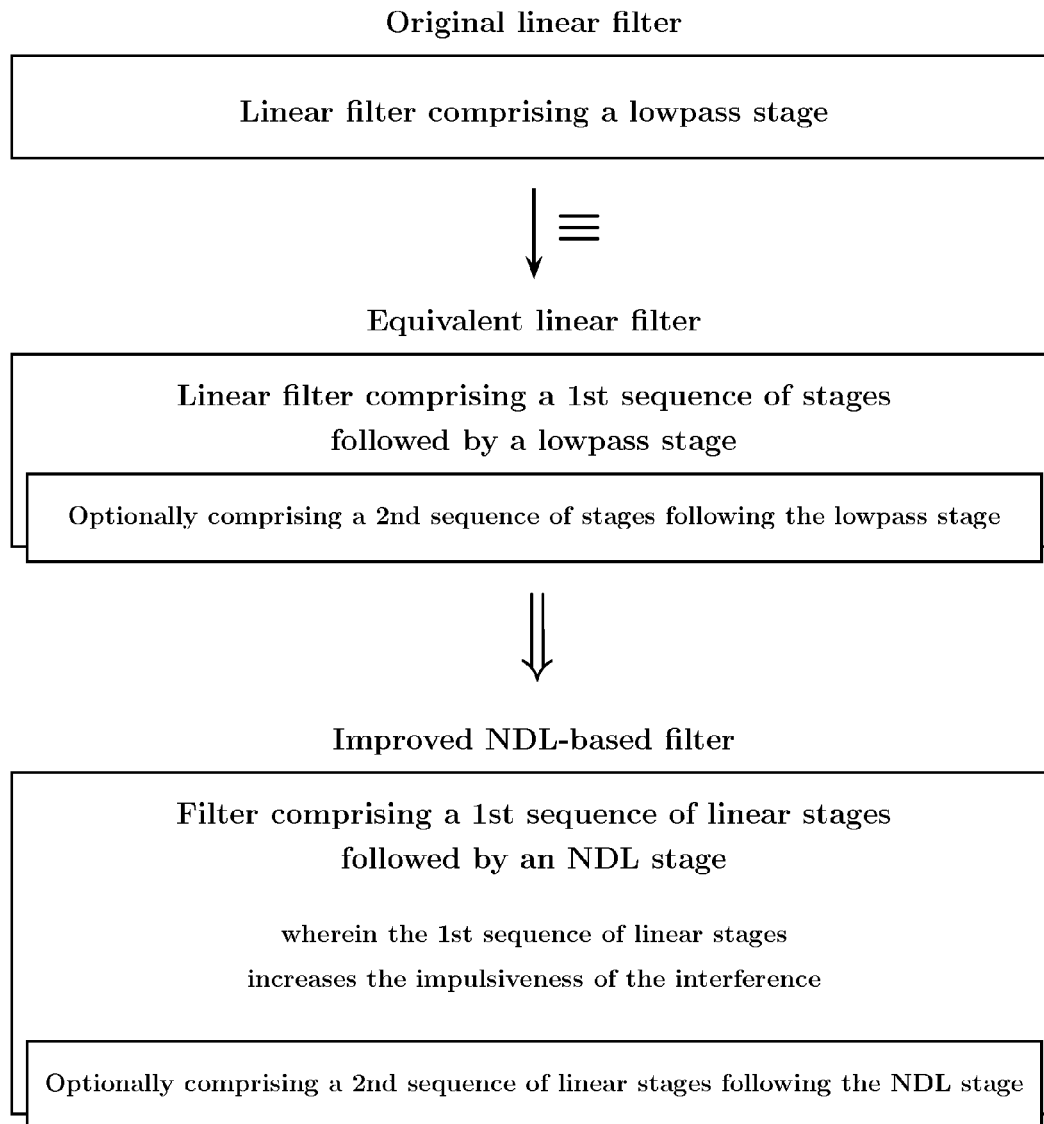 Original linear filter
Linear filter comprising a lowpass stage
≡
Equivalent linear filter
Linear filter comprising a 1st sequence of stages
followed by a lowpass stage
Optionally comprising a 2nd sequence of stages following the lowpass stage
Improved NDL-based filter
Filter comprising a 1st sequence of linear stages
followed by an NDL stage
wherein the 1st sequence of linear stages
increases the impulsiveness of the interference
Optionally comprising a 2nd sequence of linear stages following the NDL stage